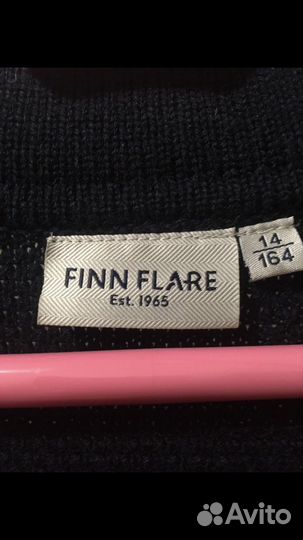 FINN FLARE
Est. 1965
14
164
Avito